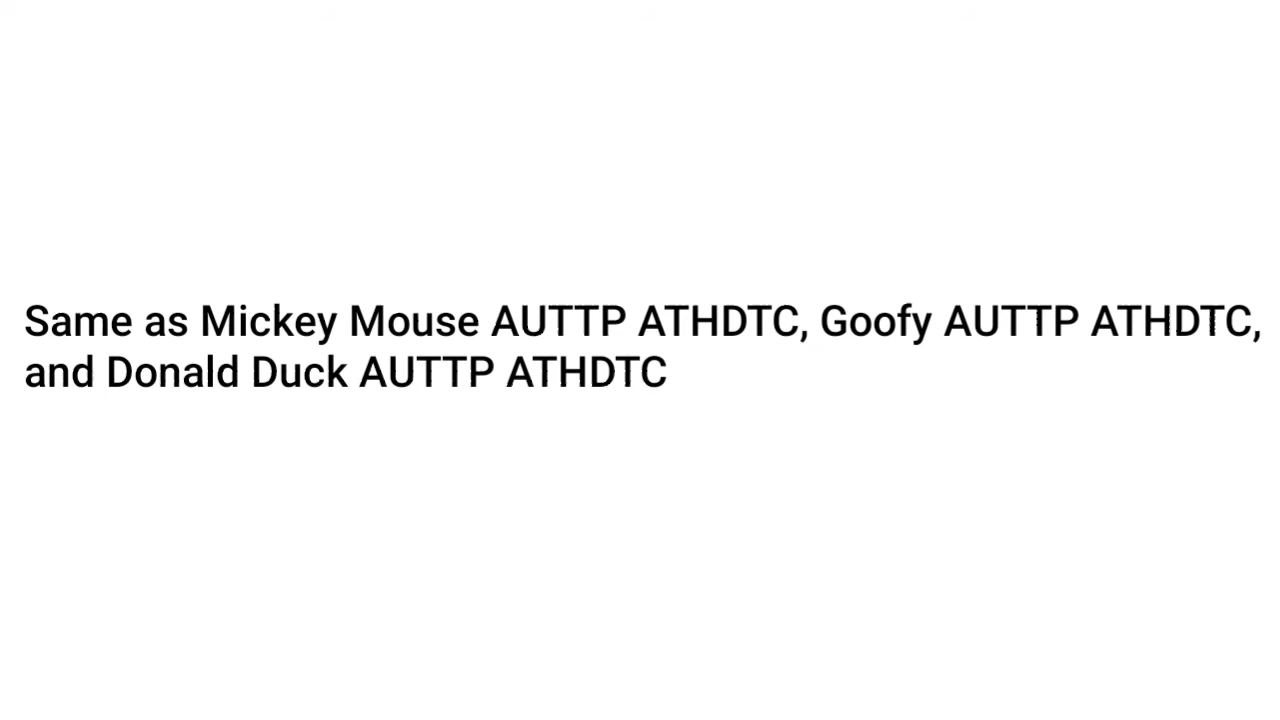 Same as Mickey Mouse AUTTP ATHDTC, Goofy AUTTP ATHDTC,
and Donald Duck AUTTP ATHDTC